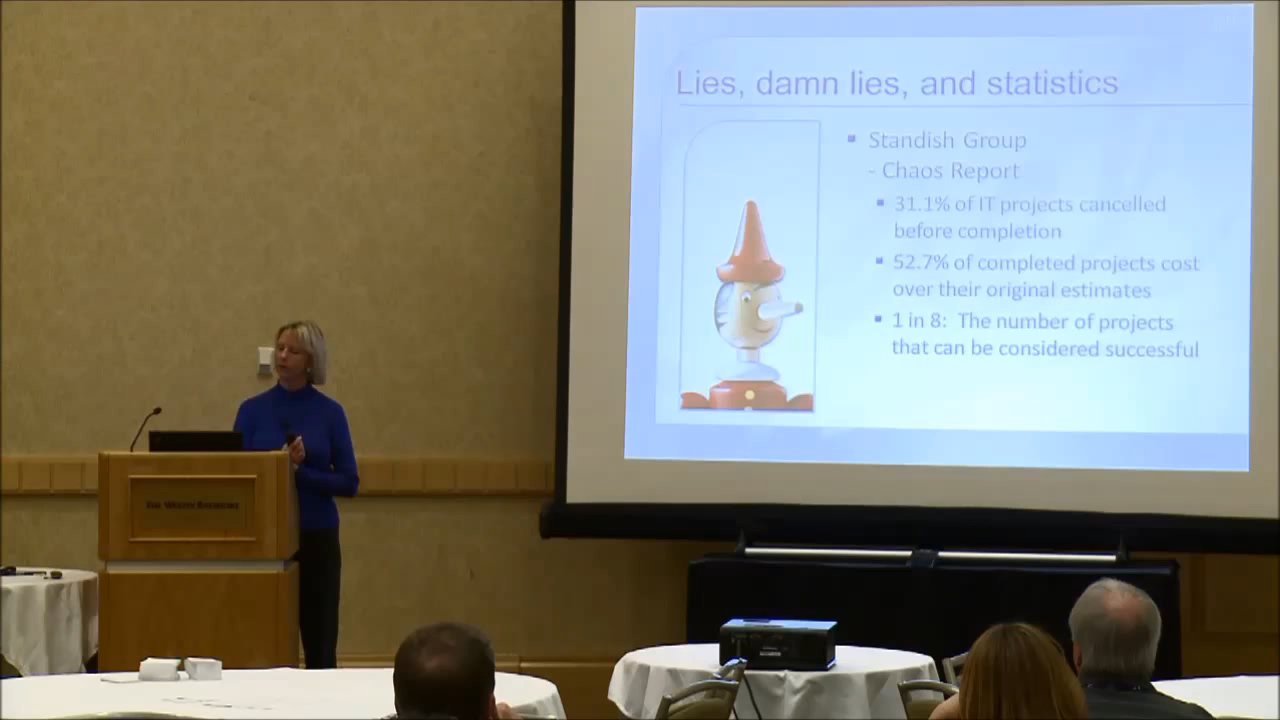 Lies, damn lies, and statistics
Standish Group
- Chaos Report
31.1% of IT projects cancelled
before completion
52.7% of completed projects cost
over their original estimates
1 in 8: The number of projects
that can be considered successful